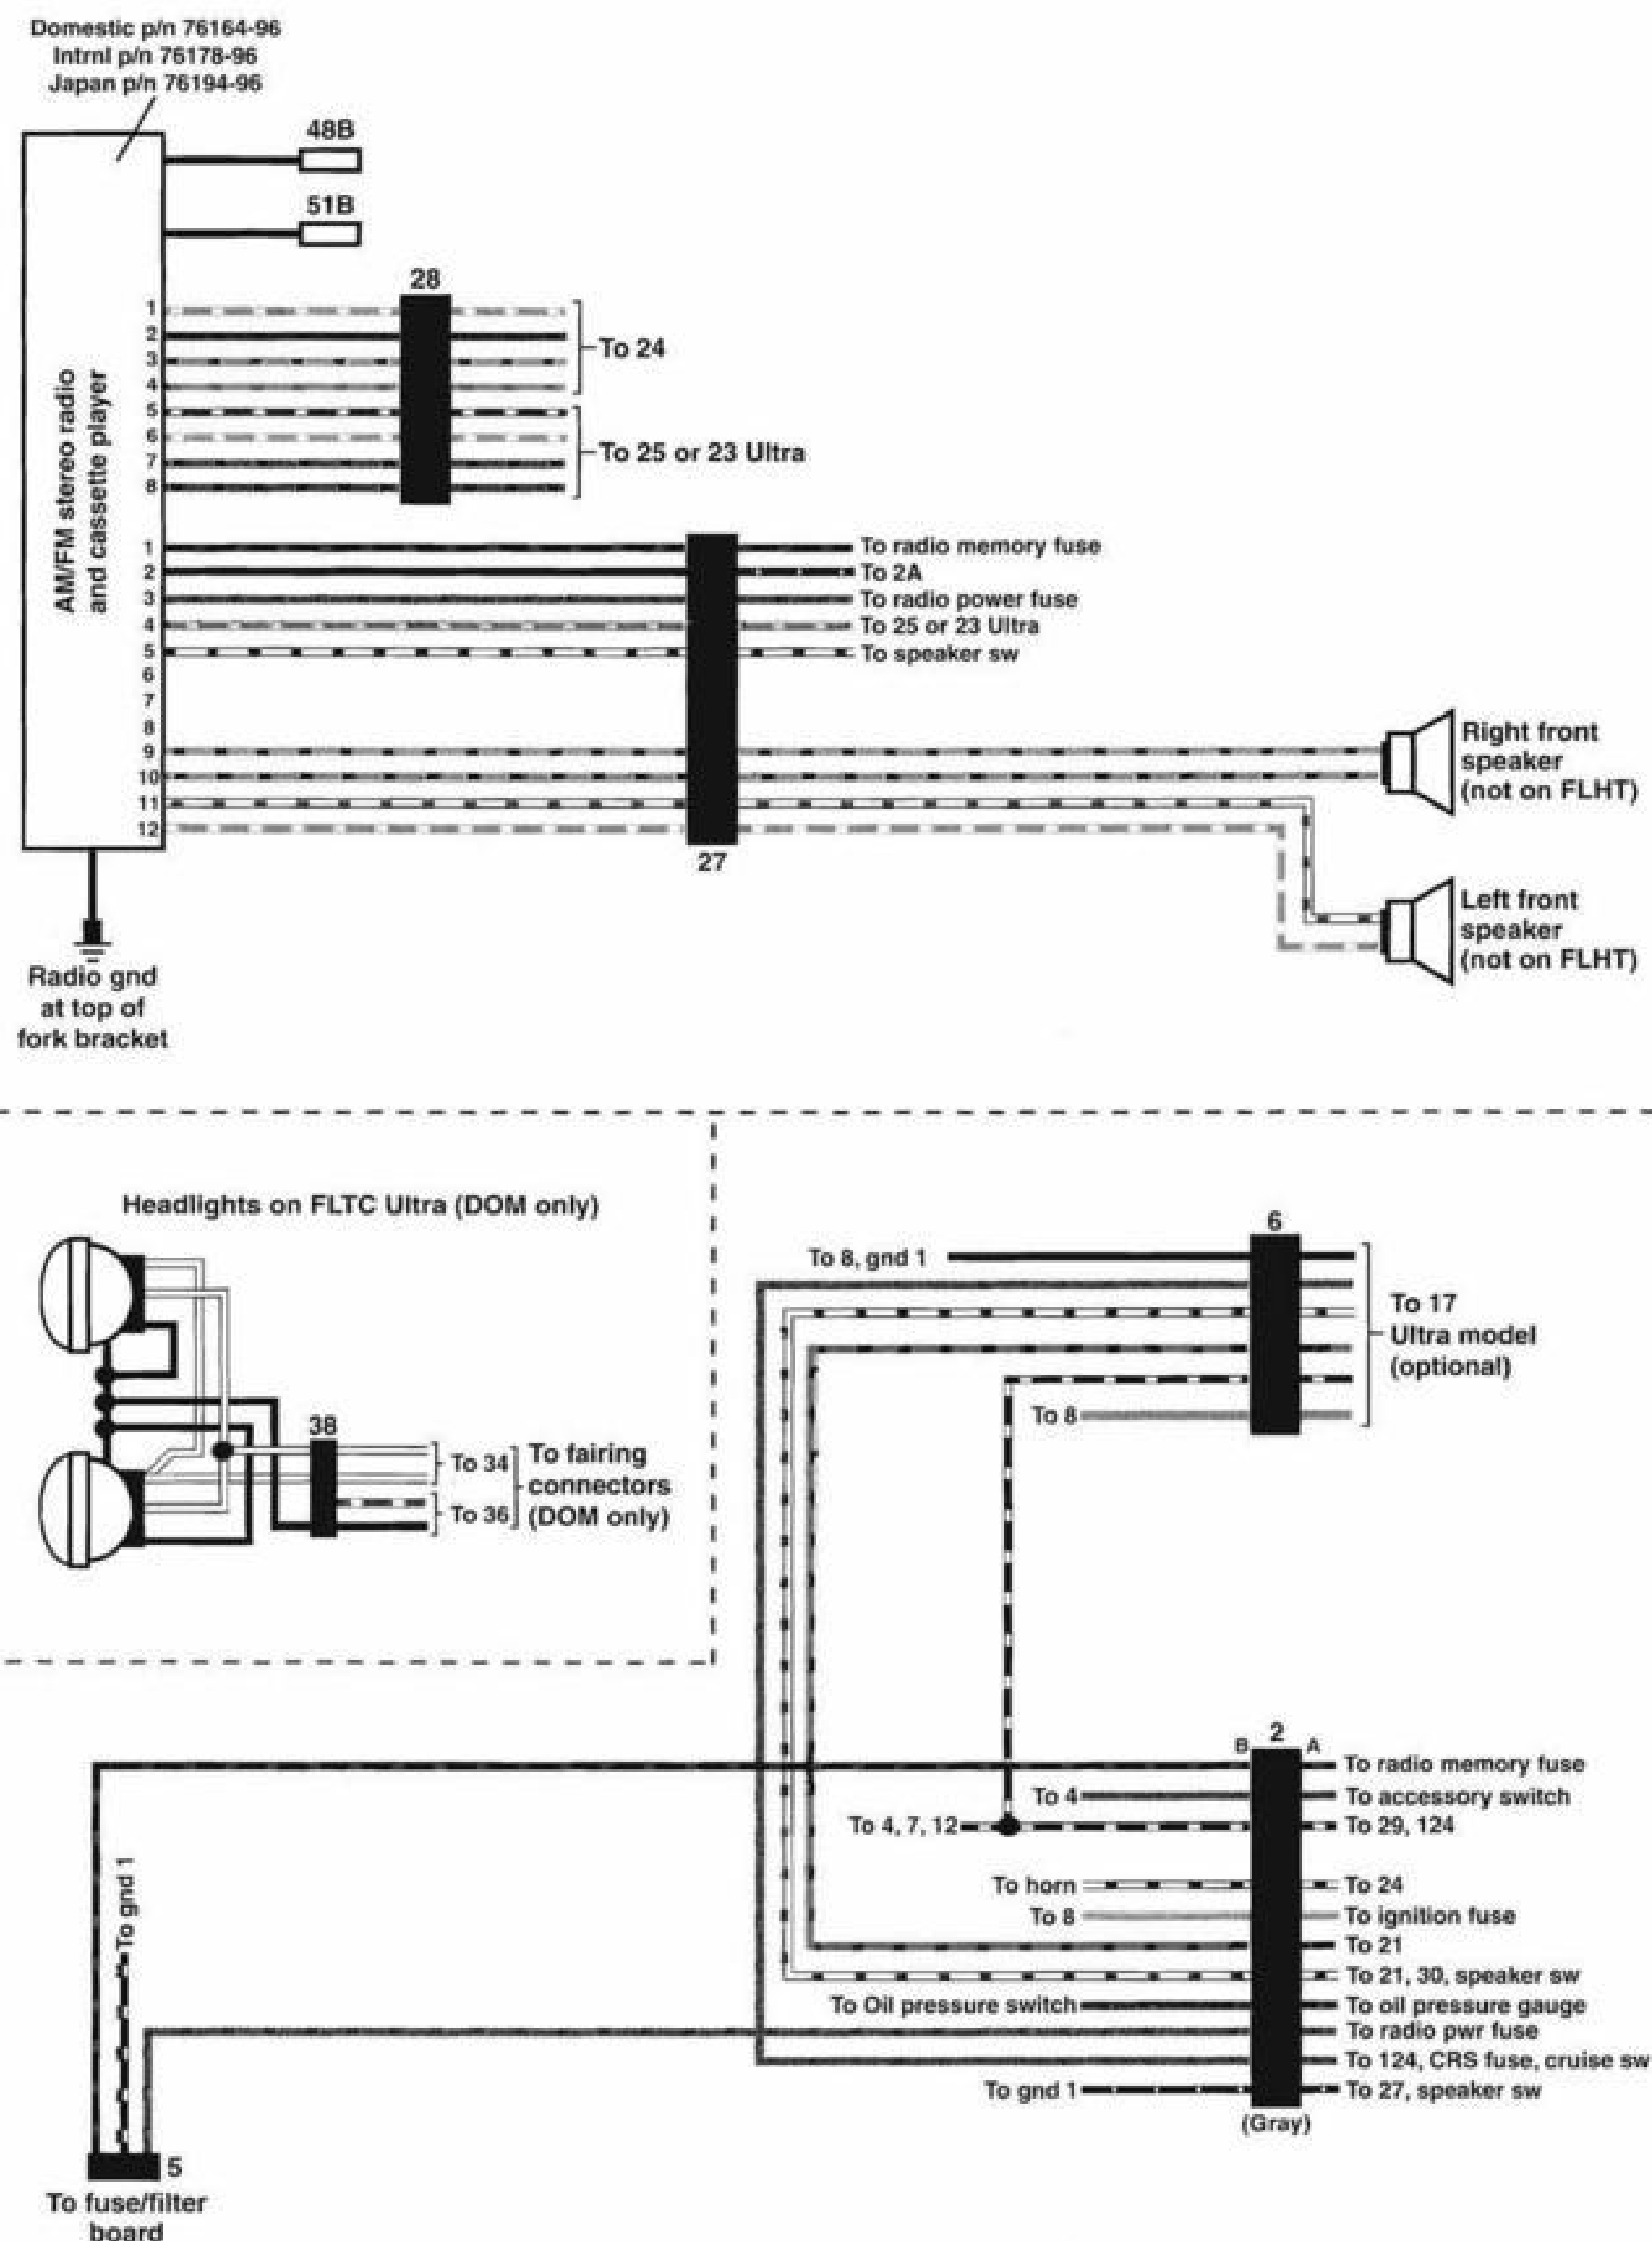 Domestic p/n 76164-96
Intrnl p/n 76178-96
Japan p/n 76194-96
48B
51B
28
1
2
3
4
5
6
7
8
To 24
To 25 or 23 Ultra
AM/FM stereo radio
and cassette player
1
2
3
4
5
6
7
8
9
10
11
12
To radio memory fuse
To 2A
To radio power fuse
To 25 or 23 Ultra
To speaker sw
27
Right front
speaker
(not on FLHT)
Left front
speaker
(not on FLHT)
Radio gnd
at top of
fork bracket
Headlights on FLTC Ultra (DOM only)
38
To 34
To 36
To fairing
connectors
(DOM only)
6
To 8, gnd 1
To 8
To 17
Ultra model
(optional)
2
B
A
To radio memory fuse
To 4
To accessory switch
To 4, 7, 12
To 29, 124
To horn
To 24
To 8
To ignition fuse
To 21
To 21, 30, speaker sw
To Oil pressure switch
To oil pressure gauge
To radio pwr fuse
To 124, CRS fuse, cruise sw
To gnd 1
To 27, speaker sw
(Gray)
To gnd 1
5
To fuse/filter
board